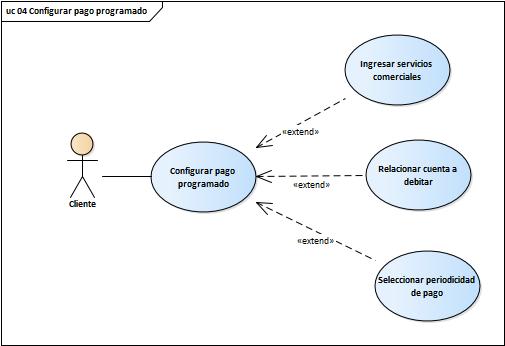 uc 04 Configurar pago programado
Ingresar servicios
comerciales
«extend»
Configurar pago
programado
Relacionar cuenta a
debitar
«extend»
Cliente
«extend»
Seleccionar periodicidad
de pago